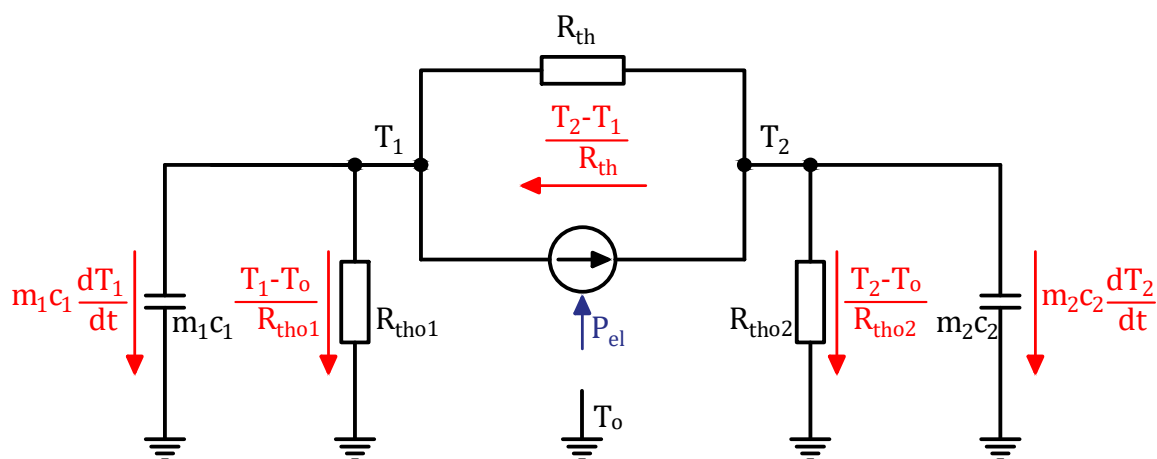 R_th
T_1
T_2-T_1
R_th
T_2
m_1c_1 dT_1
dt
m_1c_1
T_1-T_o
R_tho1
R_tho1
P_el
T_o
R_tho2
T_2-T_o
R_tho2
m_2c_2
m_2c_2 dT_2
dt